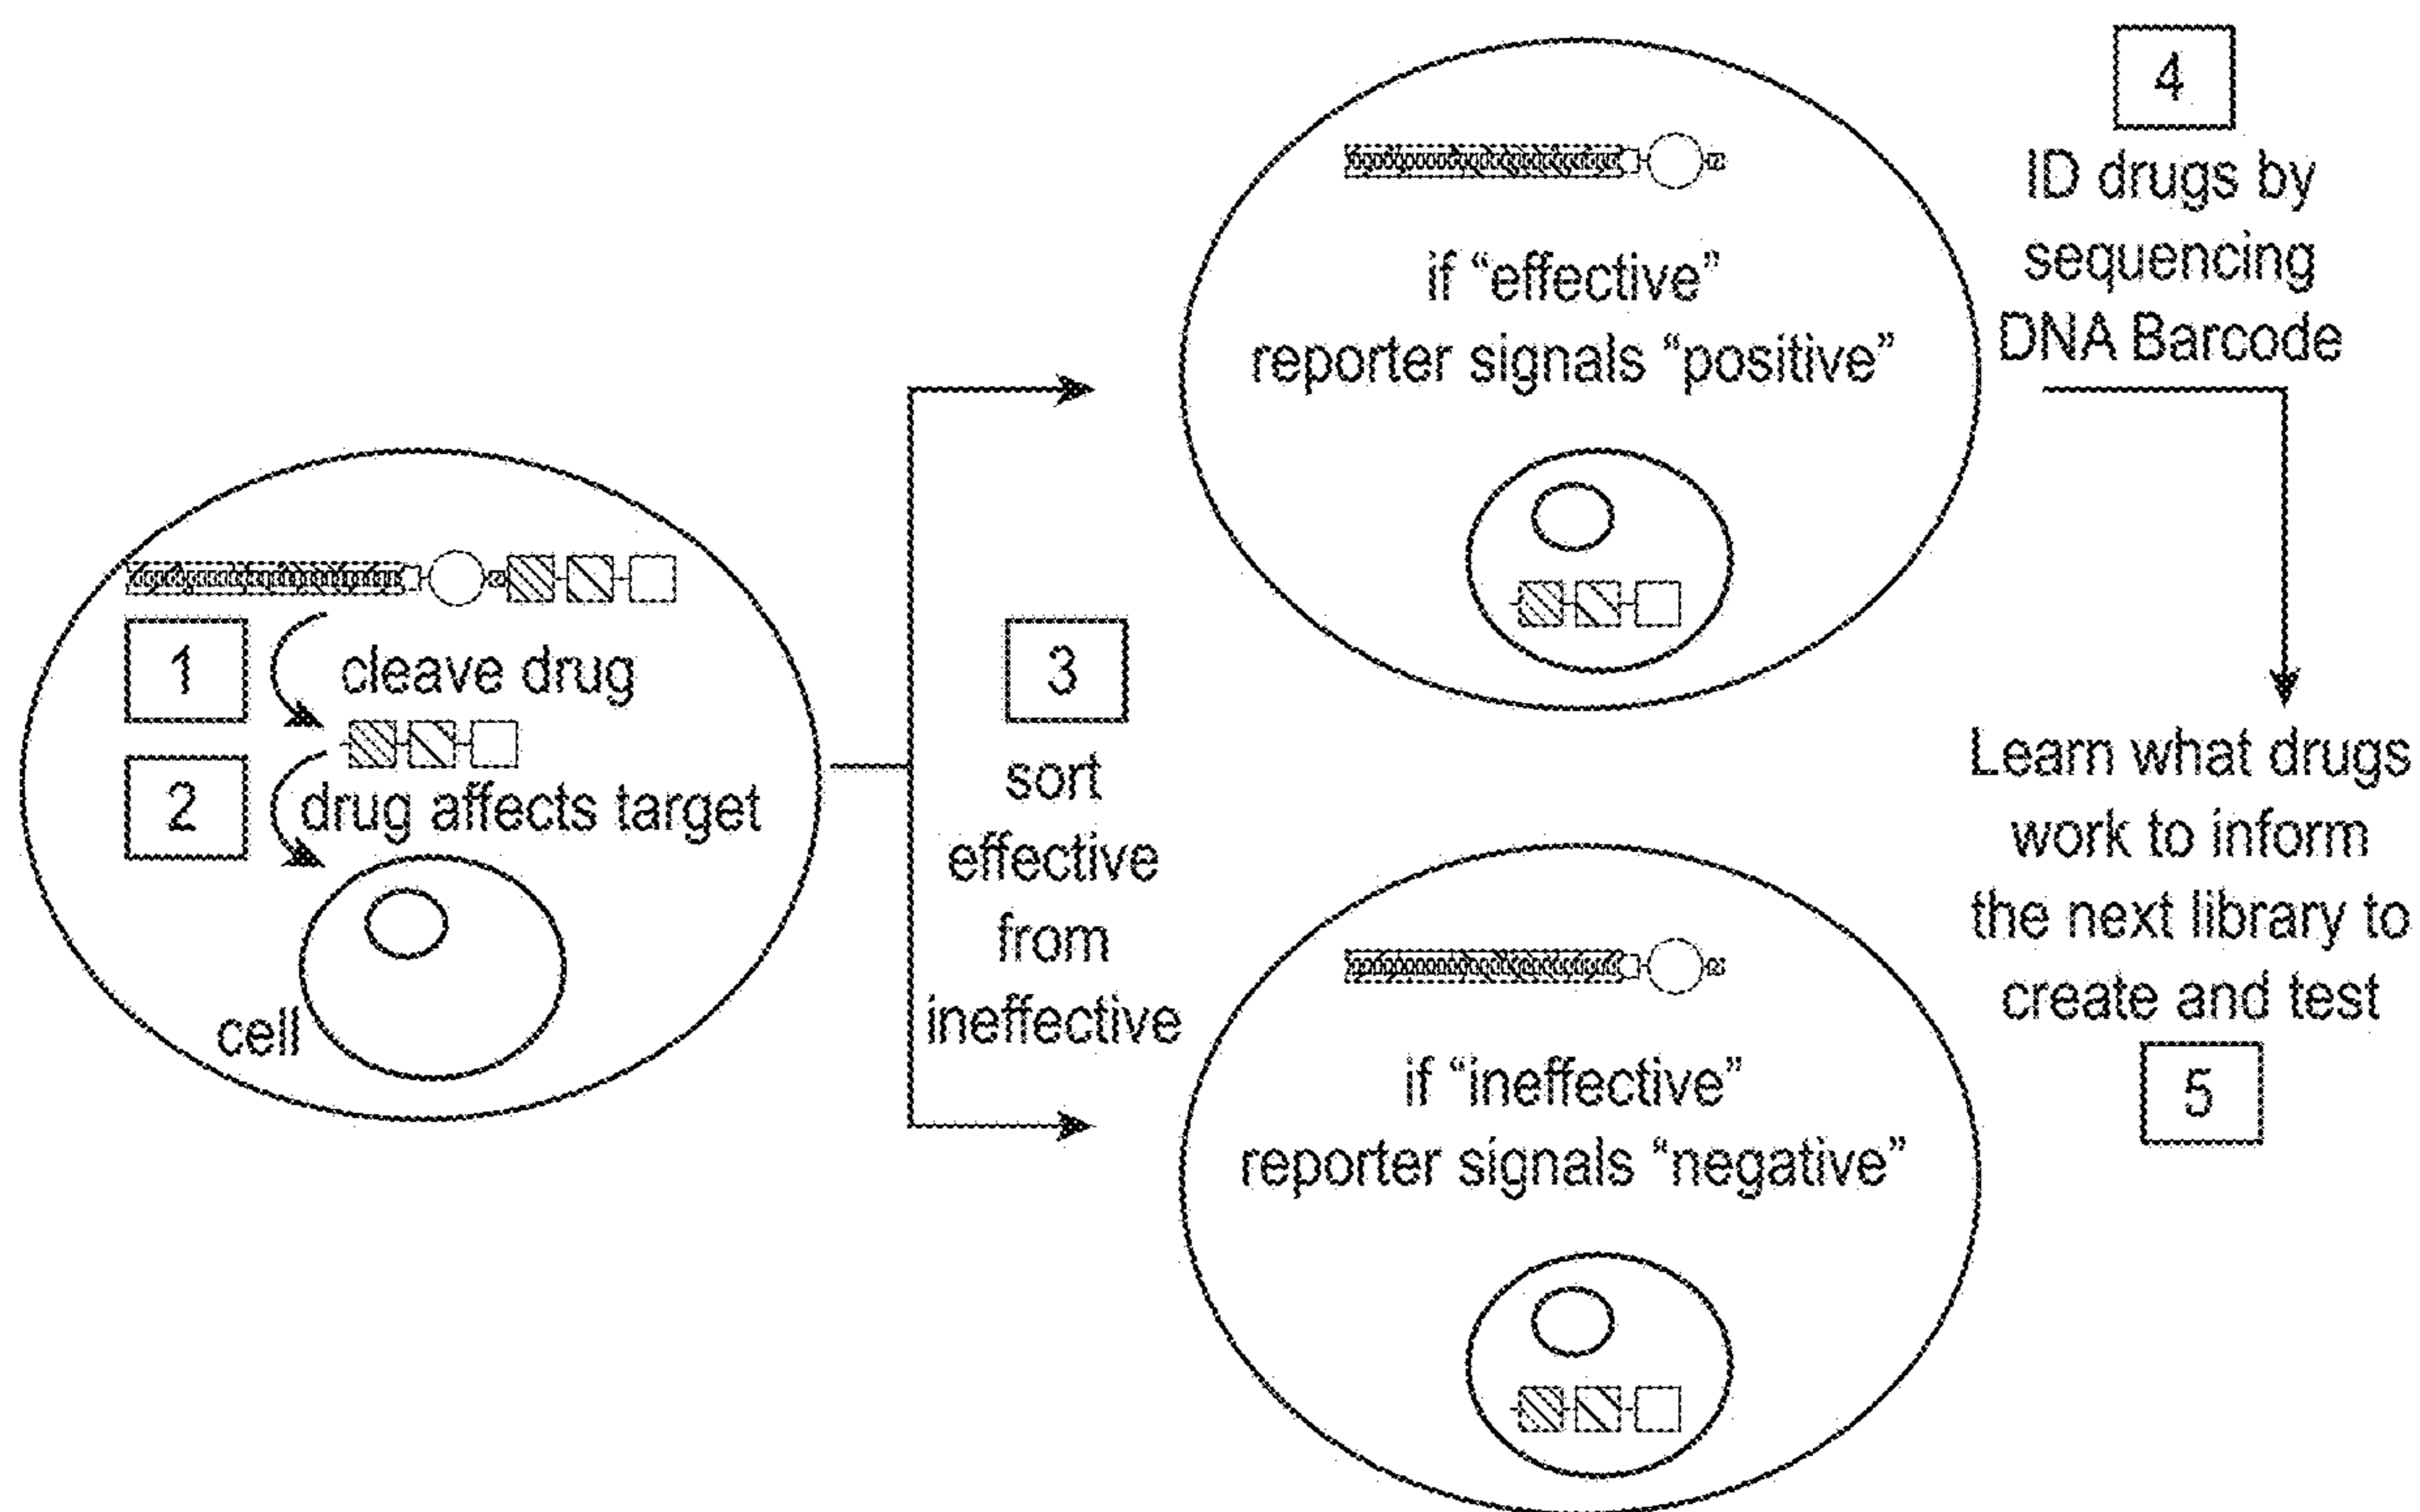 1
cleave drug
2
drug affects target
cell
3
sort
effective
from
ineffective
if “effective”
reporter signals “positive”
if “ineffective”
reporter signals “negative”
4
ID drugs by
sequencing
DNA Barcode
Learn what drugs
work to inform
the next library to
create and test
5